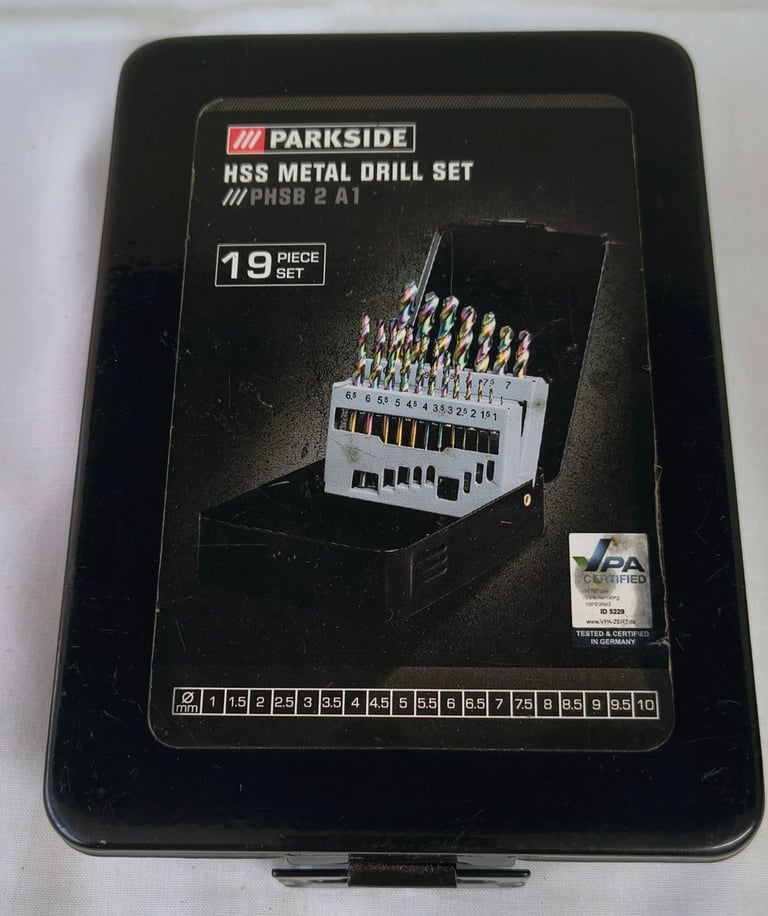 PARKSIDE
HSS METAL DRILL SET
/// PHSB 2 A1
19 PIECE SET
7.5 7
6.5 6 5.5 5 4.5 4 3.5 3 2.5 2 1.5 1
VPA
CERTIFIED
controlled
ID 5229
www.VPA-ZERT.de
TESTED & CERTIFIED
IN GERMANY
Ø mm 1 1.5 2 2.5 3 3.5 4 4.5 5 5.5 6 6.5 7 7.5 8 8.5 9 9.5 10